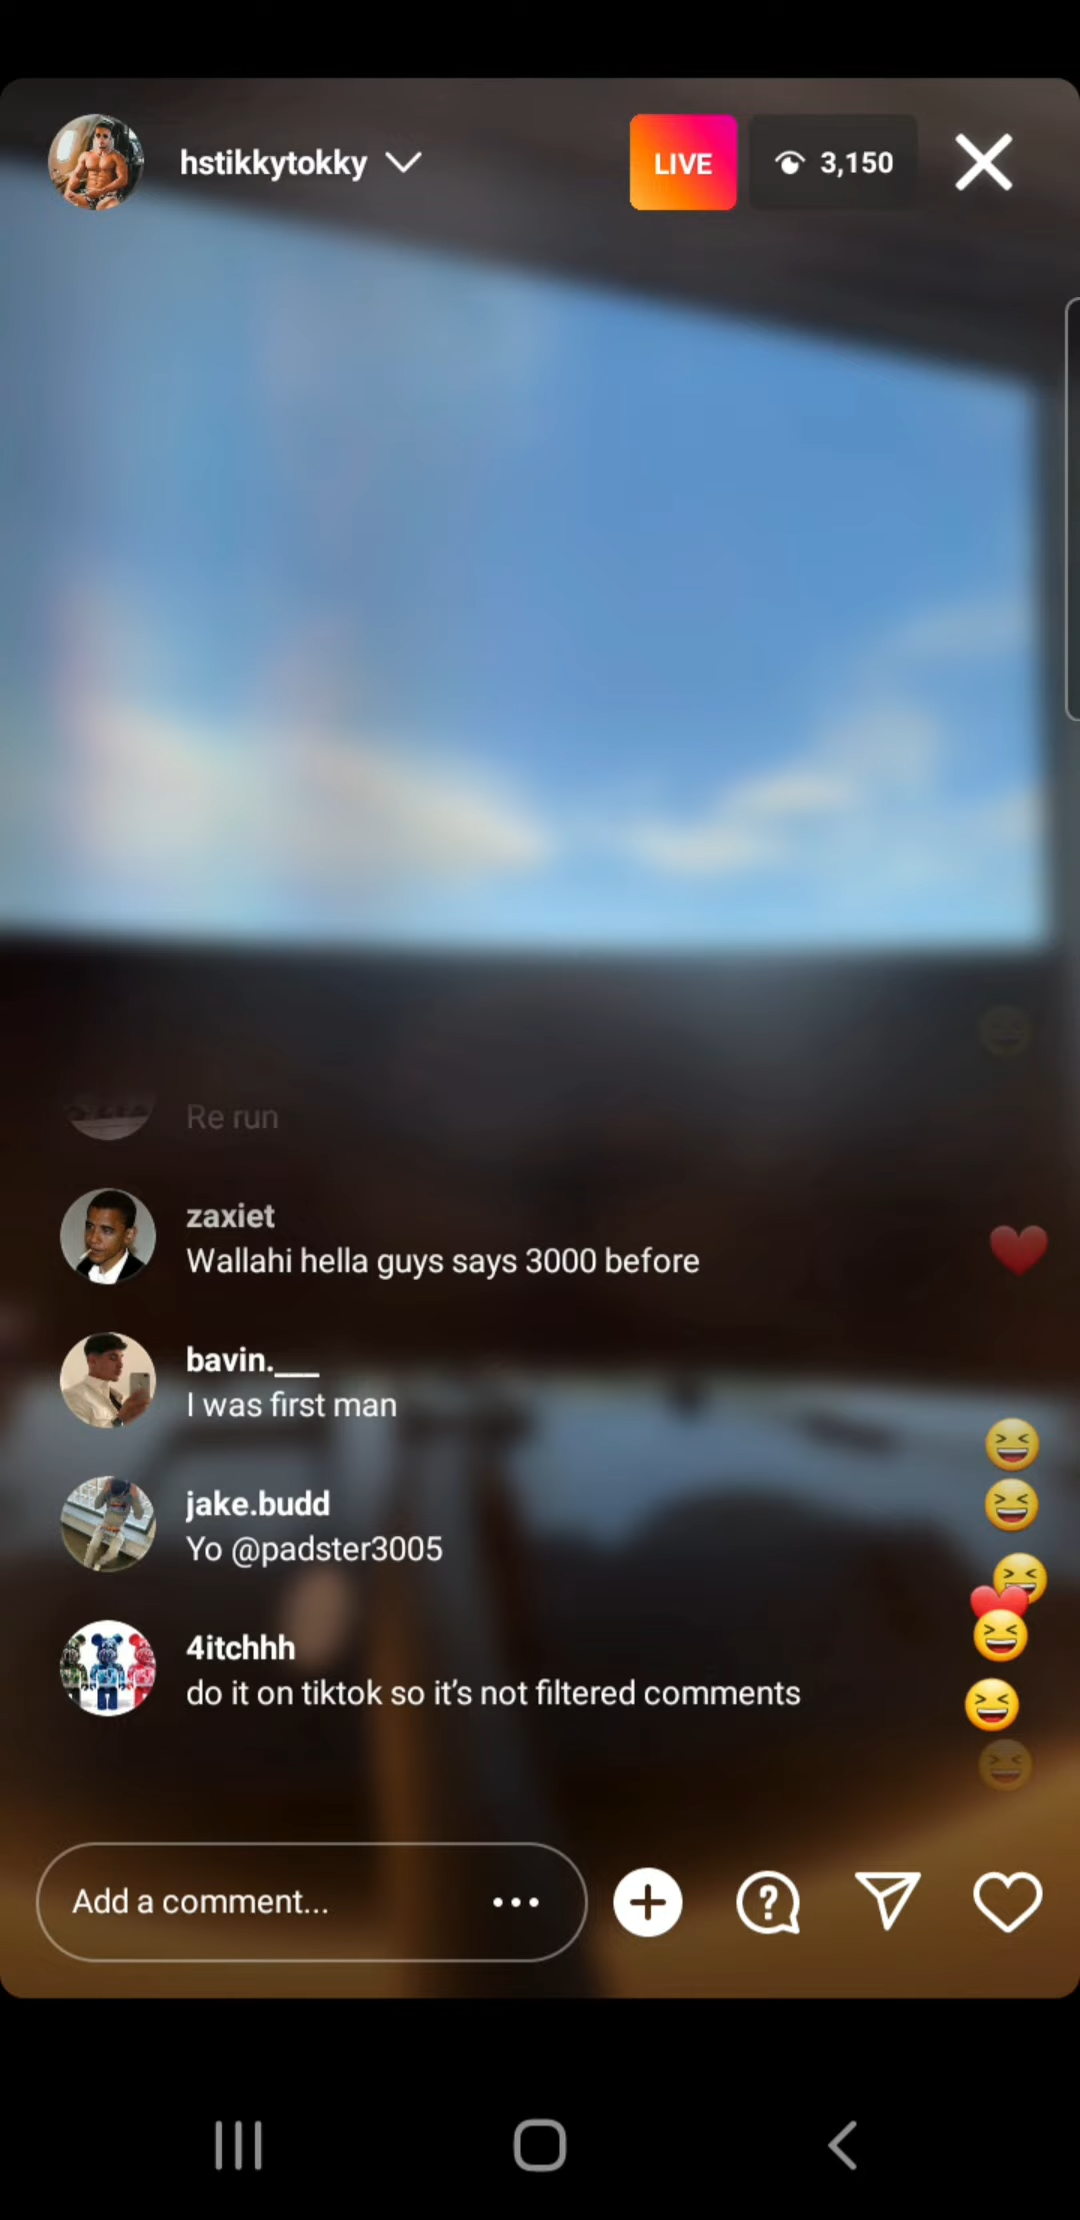 hstikkytokky
LIVE
3,150
Re run
zaxiet
Wallahi hella guys says 3000 before
bavin.___
I was first man
jake.budd
Yo @padster3005
4itchhh
do it on tiktok so it's not filtered comments
Add a comment...